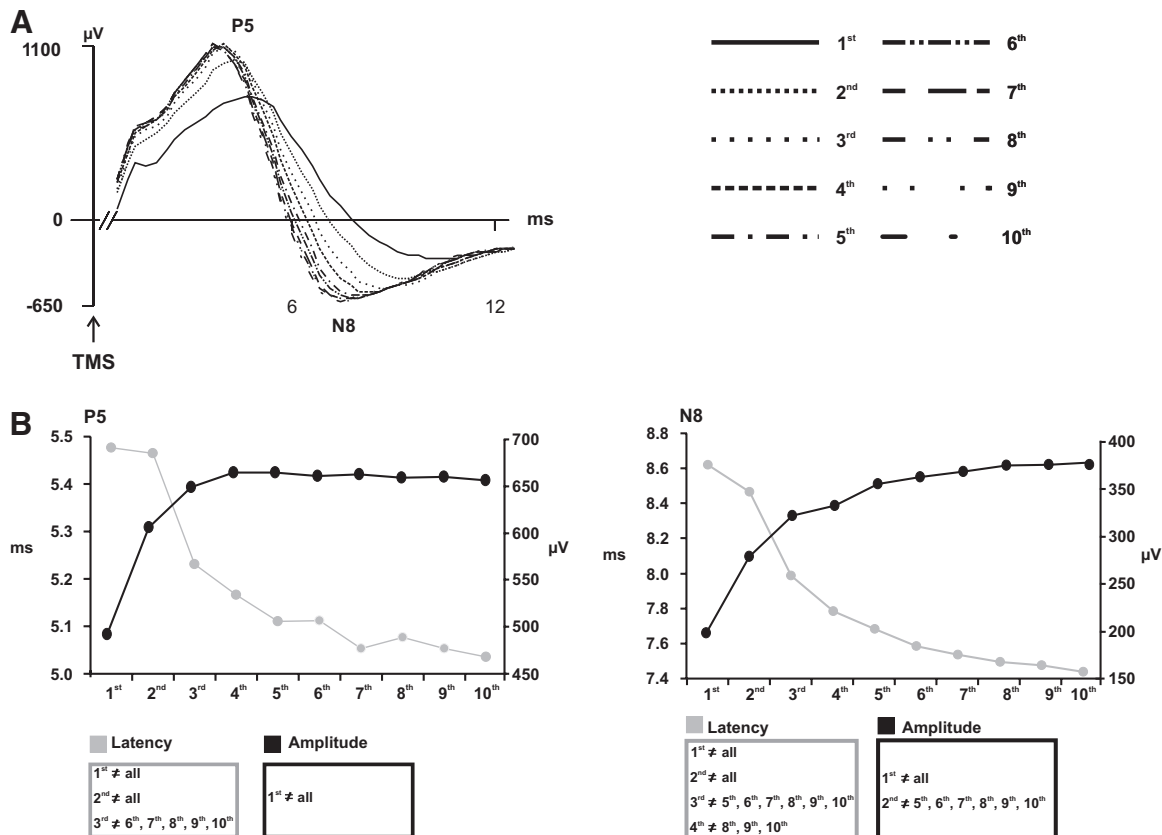 A
P5
µV
1100
0
ms
-650
6
12
N8
TMS
1st
2nd
3rd
4th
5th
6th
7th
8th
9th
10th
B
P5
5.5
5.4
5.3
5.2
5.1
5.0
ms
700
650
600
550
500
450
µV
1st 2nd 3rd 4th 5th 6th 7th 8th 9th 10th
Latency
Amplitude
1st ≠ all
2nd ≠ all
3rd ≠ 6th, 7th, 8th, 9th, 10th
1st ≠ all
N8
8.8
8.6
8.4
8.2
8.0
7.8
7.6
7.4
ms
400
350
300
250
200
150
µV
1st 2nd 3rd 4th 5th 6th 7th 8th 9th 10th
Latency
Amplitude
1st ≠ all
2nd ≠ all
3rd ≠ 5th, 6th, 7th, 8th, 9th, 10th
4th ≠ 8th, 9th, 10th
1st ≠ all
2nd ≠ 5th, 6th, 7th, 8th, 9th, 10th